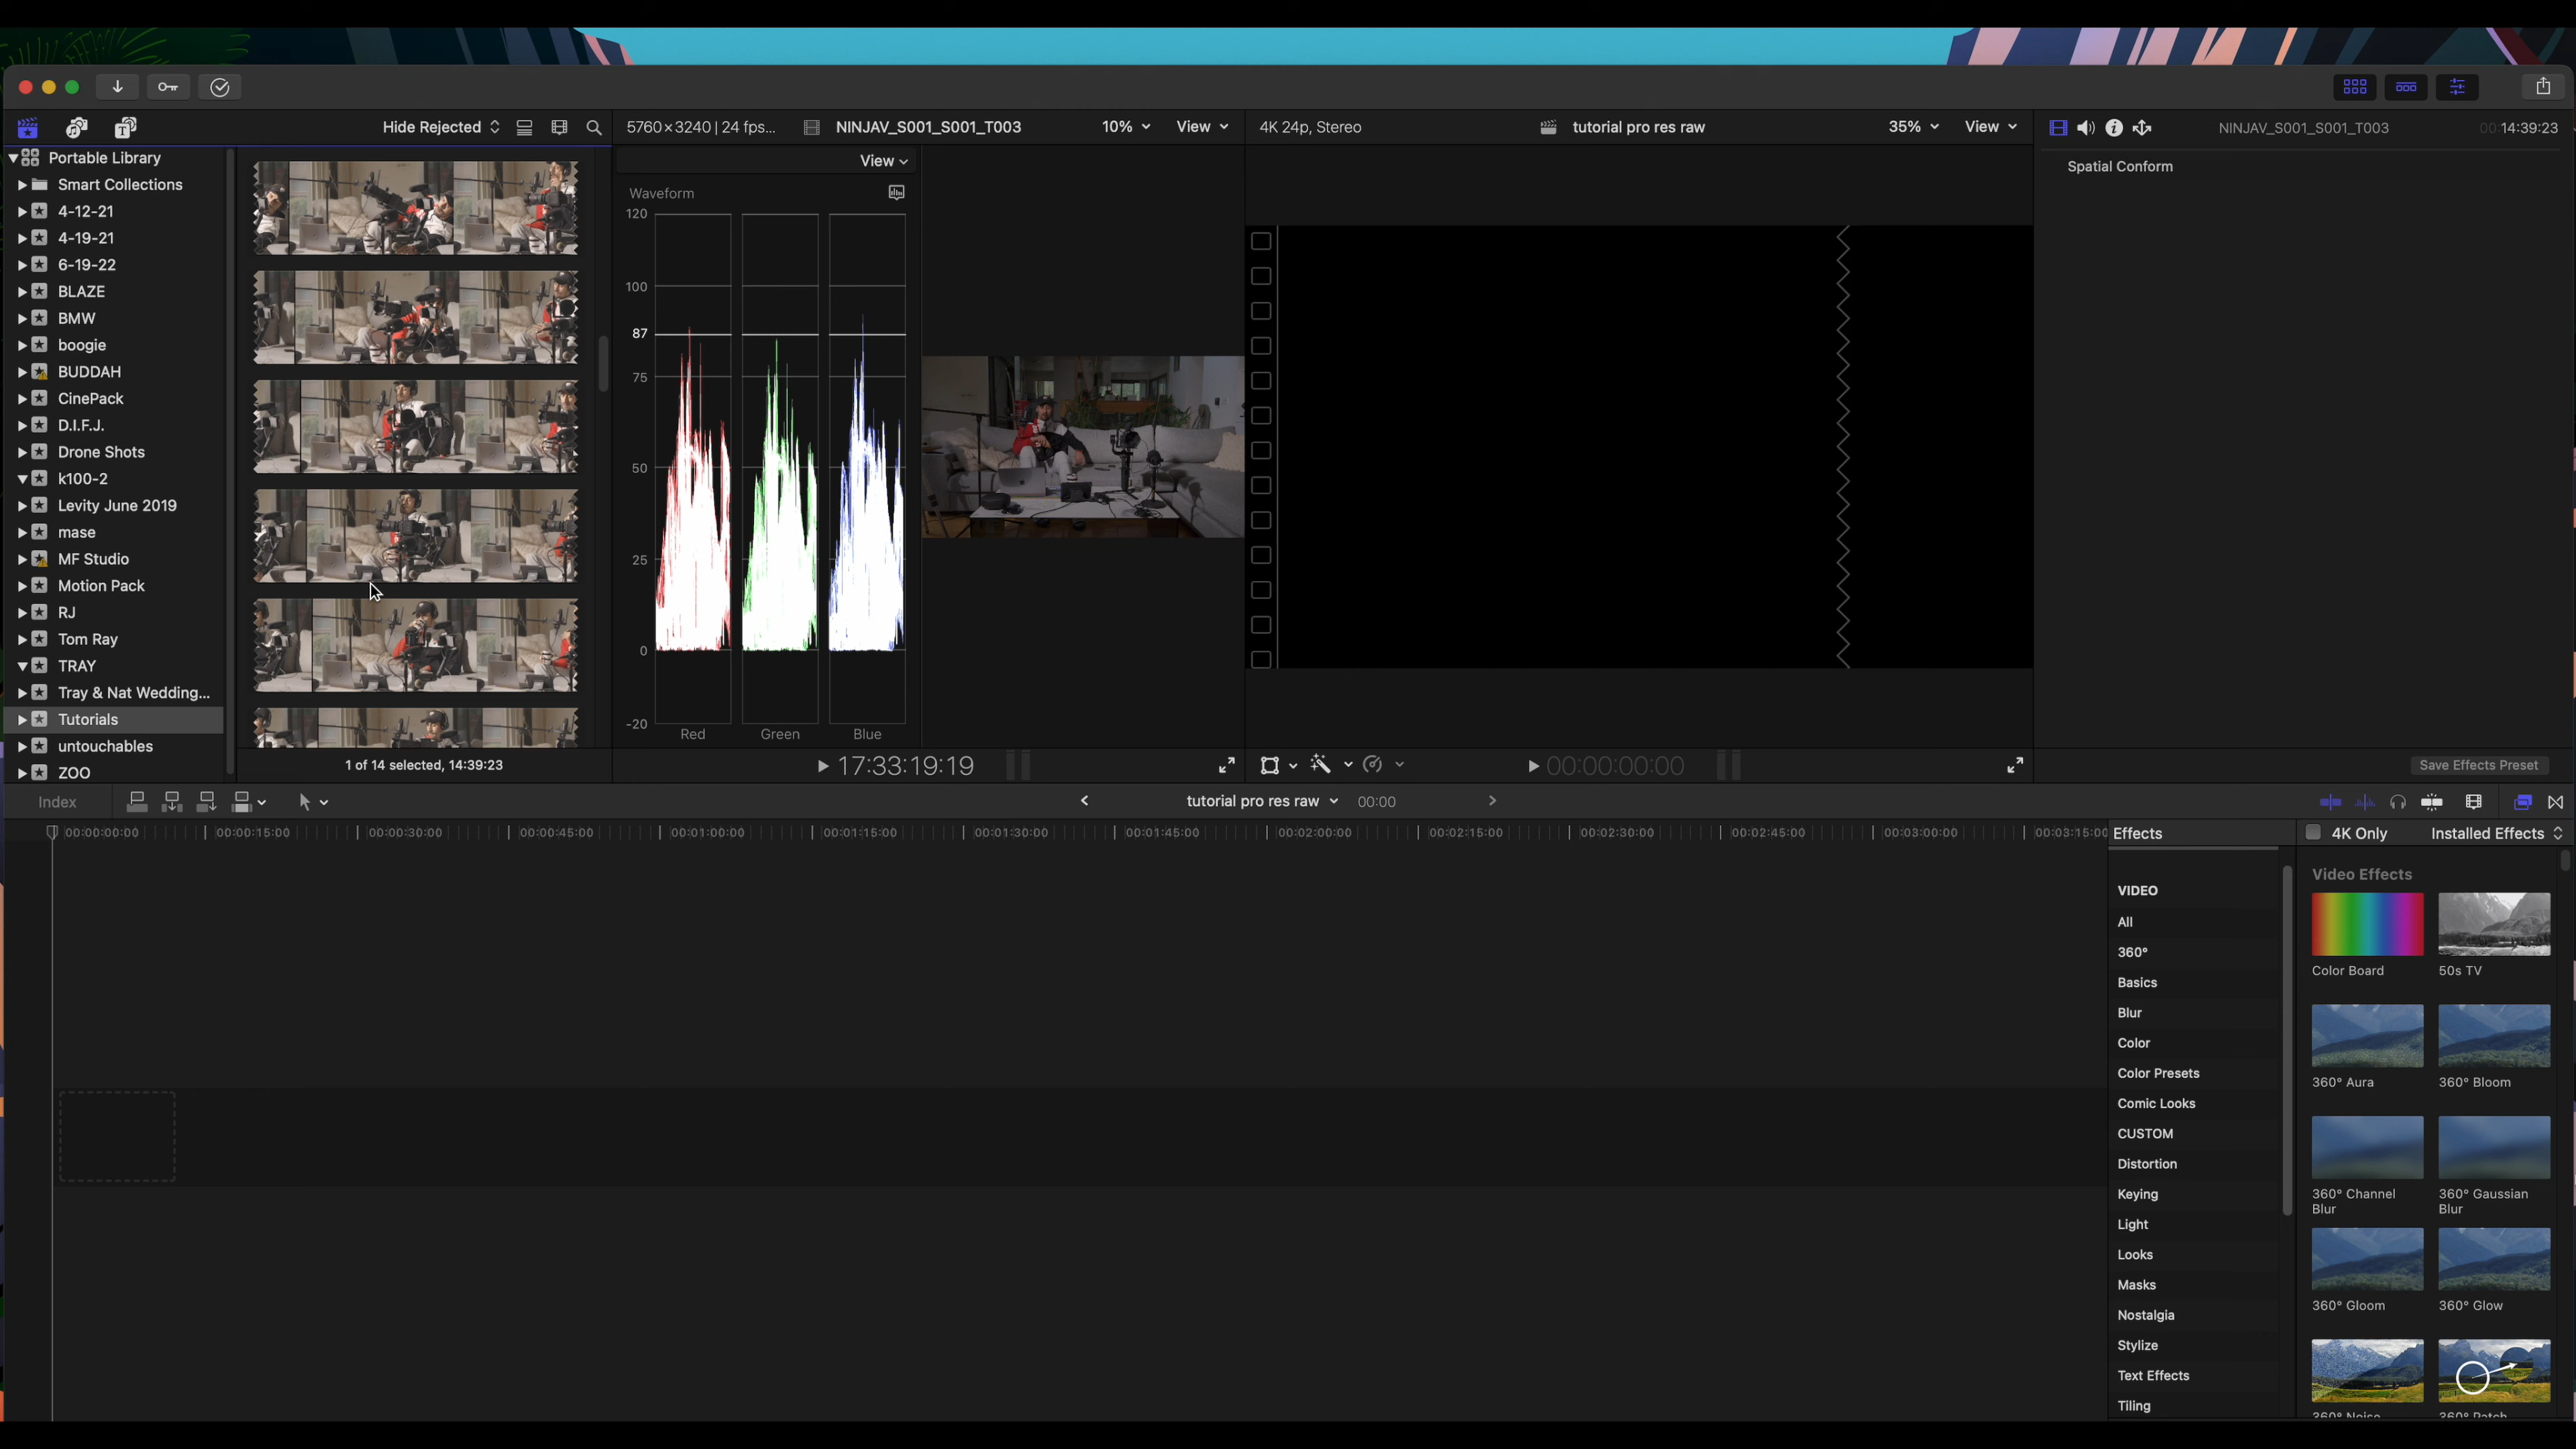 Hide Rejected
5760×3240 | 24 fps...
NINJAV_S001_S001_T003
10%
View
4K 24p, Stereo
tutorial pro res raw
35%
View
NINJAV_S001_S001_T003
00:14:39:23
Portable Library
Smart Collections
4-12-21
4-19-21
6-19-22
BLAZE
BMW
boogie
BUDDAH
CinePack
D.I.F.J.
Drone Shots
k100-2
Levity June 2019
mase
MF Studio
Motion Pack
RJ
Tom Ray
TRAY
Tray & Nat Wedding...
Tutorials
untouchables
ZOO
1 of 14 selected, 14:39:23
View
Waveform
120
100
87
75
50
25
0
-20
Red
Green
Blue
17:33:19:19
00:00:00:00
Spatial Conform
Save Effects Preset
Index
tutorial pro res raw
00:00
00:00:00:00
00:00:15:00
00:00:30:00
00:00:45:00
00:01:00:00
00:01:15:00
00:01:30:00
00:01:45:00
00:02:00:00
00:02:15:00
00:02:30:00
00:02:45:00
00:03:00:00
00:03:15:00
Effects
4K Only
Installed Effects
VIDEO
All
360°
Basics
Blur
Color
Color Presets
Comic Looks
CUSTOM
Distortion
Keying
Light
Looks
Masks
Nostalgia
Stylize
Text Effects
Tiling
Video Effects
Color Board
50s TV
360° Aura
360° Bloom
360° Channel
Blur
360° Gaussian
Blur
360° Gloom
360° Glow
360° Noise
360° Patch